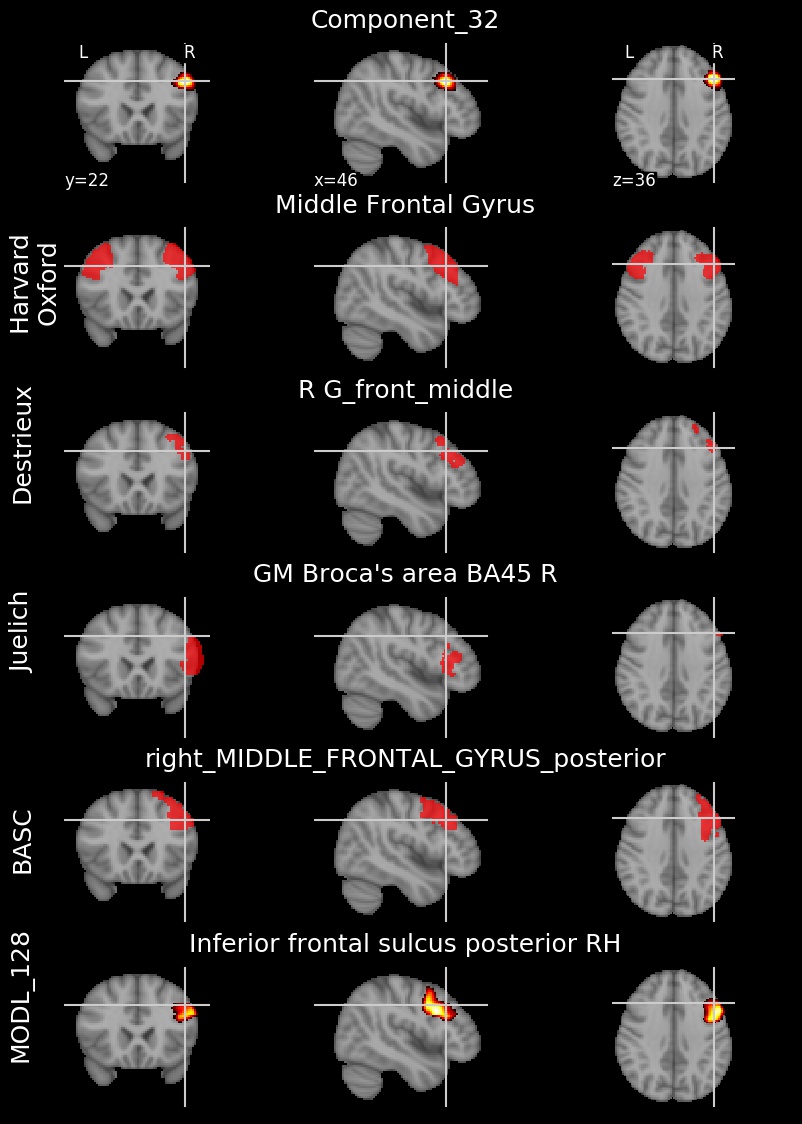 Component_32
L R L R
y=22 x=46 z=36
Middle Frontal Gyrus
Harvard
Oxford
R G_front_middle
Destrieux
GM Broca's area BA45 R
Juelich
right_MIDDLE_FRONTAL_GYRUS_posterior
BASC
Inferior frontal sulcus posterior RH
MODL_128